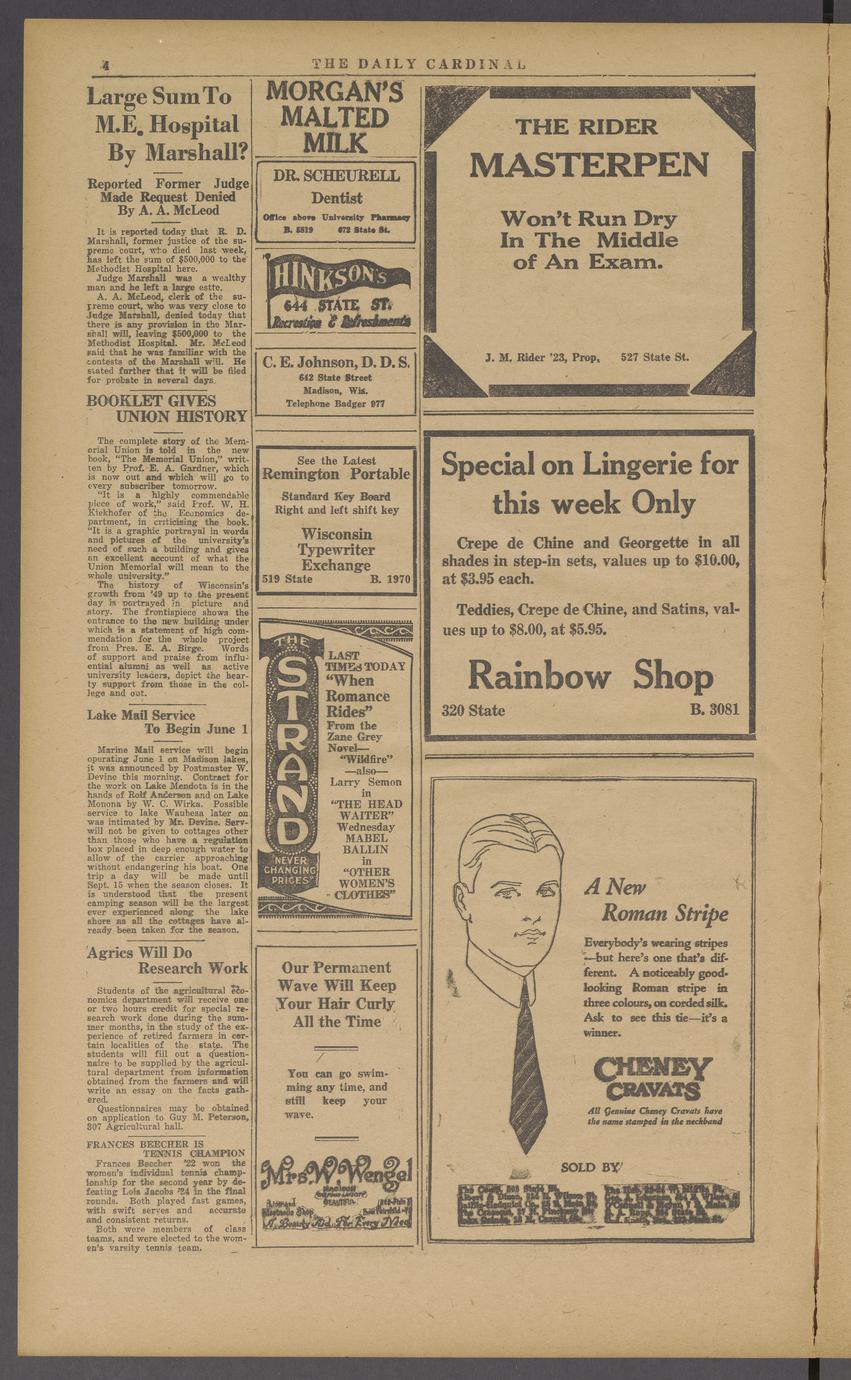 4
THE DAILY CARDINAL
Large Sum To
M.E. Hospital
By Marshall?
Reported Former Judge
Made Request Denied
By A. A. McLeod
It is reported today that R. D.
Marshall, former justice of the su-
preme court, who died last week,
has left the sum of $500,000 to the
Methodist Hospital here.
Judge Marshall was a wealthy
man and he left a large estte.
A. A. McLeod, clerk of the su-
preme court, who was very close to
Judge Marshall, denied today that
there is any provision in the Mar-
shall will, leaving $500,000 to the
Methodist Hospital. Mr. McLeod
said that he was familiar with the
contests of the Marshall will. He
stated further that it will be filed
for probate in several days.
BOOKLET GIVES
UNION HISTORY
The complete story of the Mem-
orial Union is told in the new
book, "The Memorial Union," writ-
ten by Prof. E. A. Gardner, which
is now out and which will go to
every subscriber tomorrow.
"It is a highly commendable
piece of work," said Prof. W. H.
Kiekhofer of the Economics de-
partment, in criticising the book.
"It is a graphic portrayal in words
and pictures of the university's
need of such a building and gives
an excellent account of what the
Union Memorial will mean to the
whole university."
The history of Wisconsin's
growth from '49 up to the present
day is portrayed in picture and
story. The frontispiece shows the
entrance to the new building under
which is a statement of high com-
mendation for the whole project
from Pres. E. A. Birge. Words
of support and praise from influ-
ential alumni as well as active
university leaders, depict the hear-
ty support from those in the col-
lege and out.
Lake Mail Service
To Begin June 1
Marine Mail service will begin
operating June 1 on Madison lakes,
it was announced by Postmaster W.
Devine this morning. Contract for
the work on Lake Mendota is in the
hands of Rolf Anderson and on Lake
Monona by W. C. Wirka. Possible
service to lake Waubesa later on
was intimated by Mr. Devine. Serv-
will not be given to cottages other
than those who have a regulation
box placed in deep enough water to
allow of the carrier approaching
without endangering his boat. One
trip a day will be made until
Sept. 15 when the season closes. It
is understood that the present
camping season will be the largest
ever experienced along the lake
shore as all the cottages have al-
ready been taken for the season.
Agrics Will Do
Research Work
Students of the agricultural eco-
nomics department will receive one
or two hours credit for special re-
search work done during the sum-
mer months, in the study of the ex-
perience of retired farmers in cer-
tain localities of the state. The
students will fill out a question-
naire to be supplied by the agricul-
tural department from information
obtained from the farmers and will
write an essay on the facts gath-
ered.
Questionnaires may be obtained
on application to Guy M. Peterson,
307 Agricultural hall.
FRANCES BEECHER IS
TENNIS CHAMPION
Frances Beecher '22 won the
women's individual tennis champ-
ionship for the second year by de-
feating Lois Jacobs '24 in the final
rounds. Both played fast games,
with swift serves and accurate
and consistent returns.
Both were members of class
teams, and were elected to the wom-
en's varsity tennis team.
MORGAN'S
MALTED
MILK
DR. SCHEURELL
Dentist
Office above University Pharmacy
B. 5819 672 State St.
HINKSON'S
644 STATE ST.
Recreation & Refreshments
C. E. Johnson, D. D. S.
642 State Street
Madison, Wis.
Telephone Badger 977
See the Latest
Remington Portable
Standard Key Board
Right and left shift key
Wisconsin
Typewriter
Exchange
519 State B. 1970
THE
STRAND
NEVER
CHANGING
PRICES"
LAST
TIMES TODAY
"When
Romance
Rides"
From the
Zane Grey
Novel—
"Wildfire"
—also—
Larry Semon
in
"THE HEAD
WAITER"
Wednesday
MABEL
BALLIN
in
"OTHER
WOMEN'S
CLOTHES"
Our Permanent
Wave Will Keep
Your Hair Curly
All the Time
You can go swim-
ming any time, and
still keep your
wave.
Mrs. W. Wengel
A Beauty Aid For Every Need
THE RIDER
MASTERPEN
Won't Run Dry
In The Middle
of An Exam.
J. M. Rider '23, Prop, 527 State St.
Special on Lingerie for
this week Only
Crepe de Chine and Georgette in all
shades in step-in sets, values up to $10.00,
at $3.95 each.
Teddies, Crepe de Chine, and Satins, val-
ues up to $8.00, at $5.95.
Rainbow Shop
320 State B. 3081
A New
Roman Stripe
Everybody's wearing stripes
—but here's one that's dif-
ferent. A noticeably good-
looking Roman stripe in
three colours, on corded silk.
Ask to see this tie—it's a
winner.
CHENEY
CRAVATS
All Genuine Cheney Cravats have
the name stamped in the neckband
SOLD BY